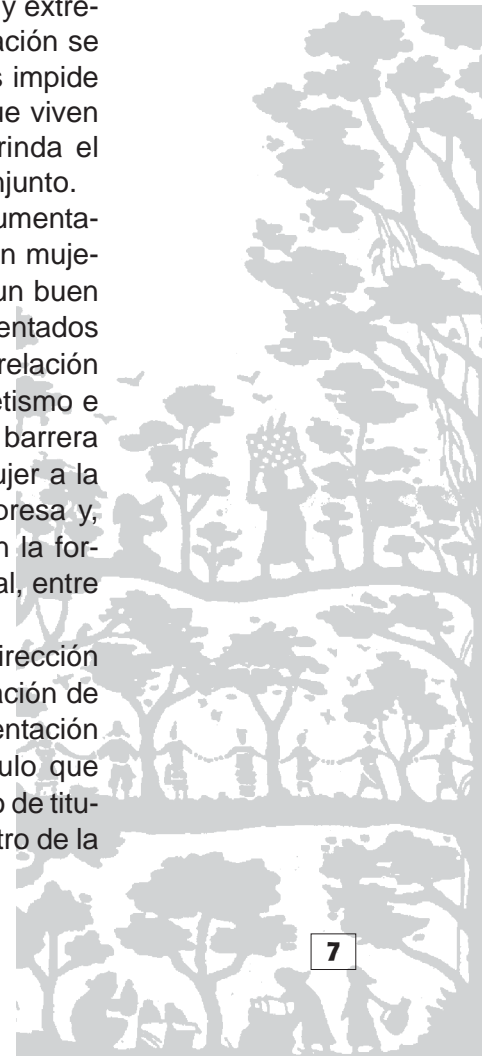 y extre-
ación se
s impide
ue viven
rinda el
njunto.
umenta-
n muje-
un buen
entados
relación
etismo e
barrera
ujer a la
presa y,
n la for-
al, entre
irección
ación de
entación
ulo que
o de titu-
tro de la
7